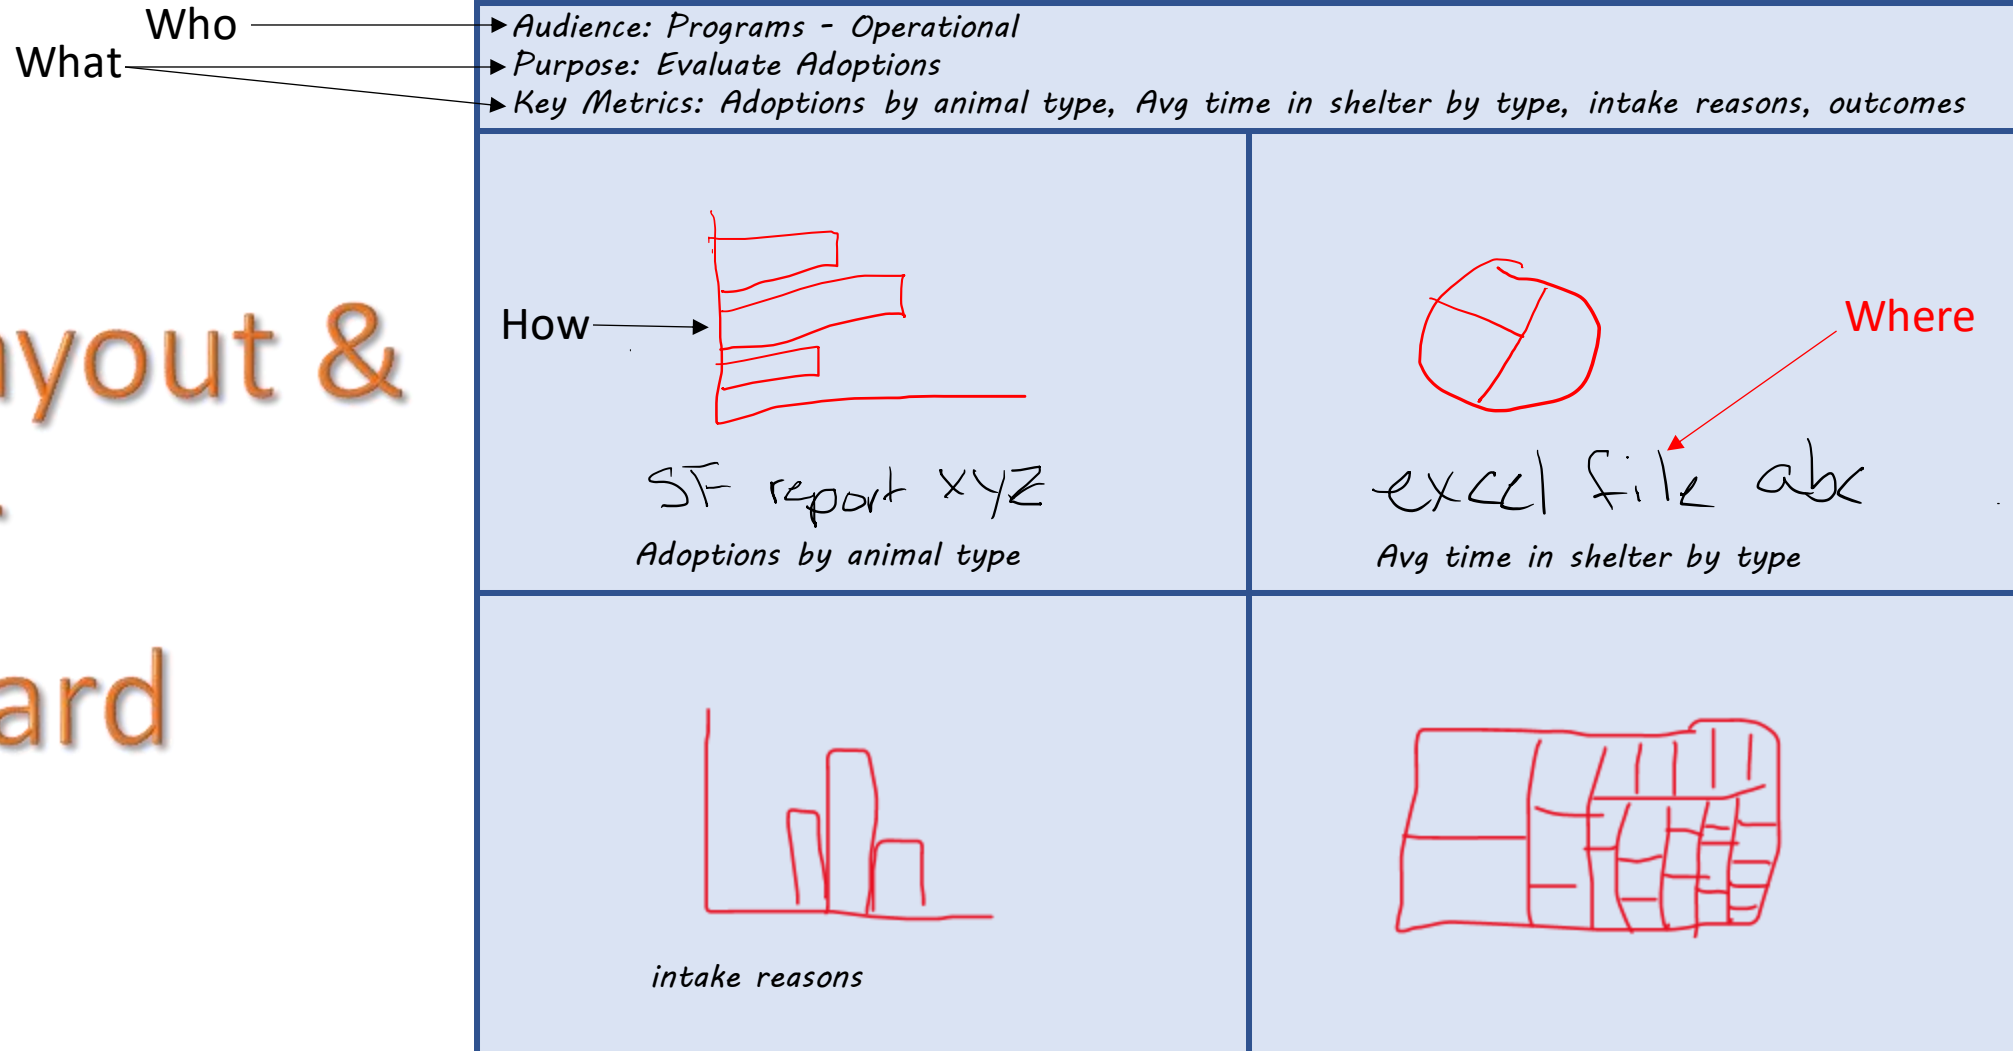 Who
What
Audience: Programs - Operational
Purpose: Evaluate Adoptions
Key Metrics: Adoptions by animal type, Avg time in shelter by type, intake reasons, outcomes
ayout &
ard
How
Where
SF report xyz
Adoptions by animal type
excel file abc
Avg time in shelter by type
intake reasons